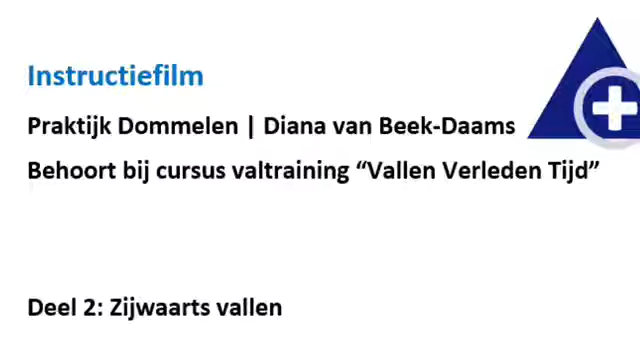 Instructiefilm
Praktijk Dommelen | Diana van Beek-Daams
Behoort bij cursus valtraining “Vallen Verleden Tijd”
Deel 2: Zijwaarts vallen